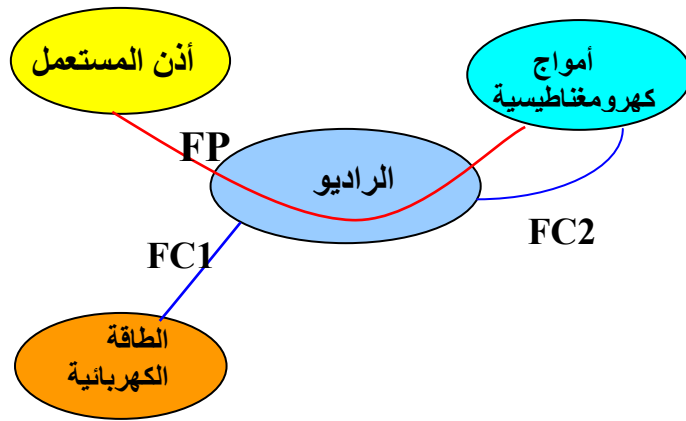 أذن المستعمل
أمواج
كهرومغناطيسية
FP
الراديو
FC2
FC1
الطاقة
الكهربائية